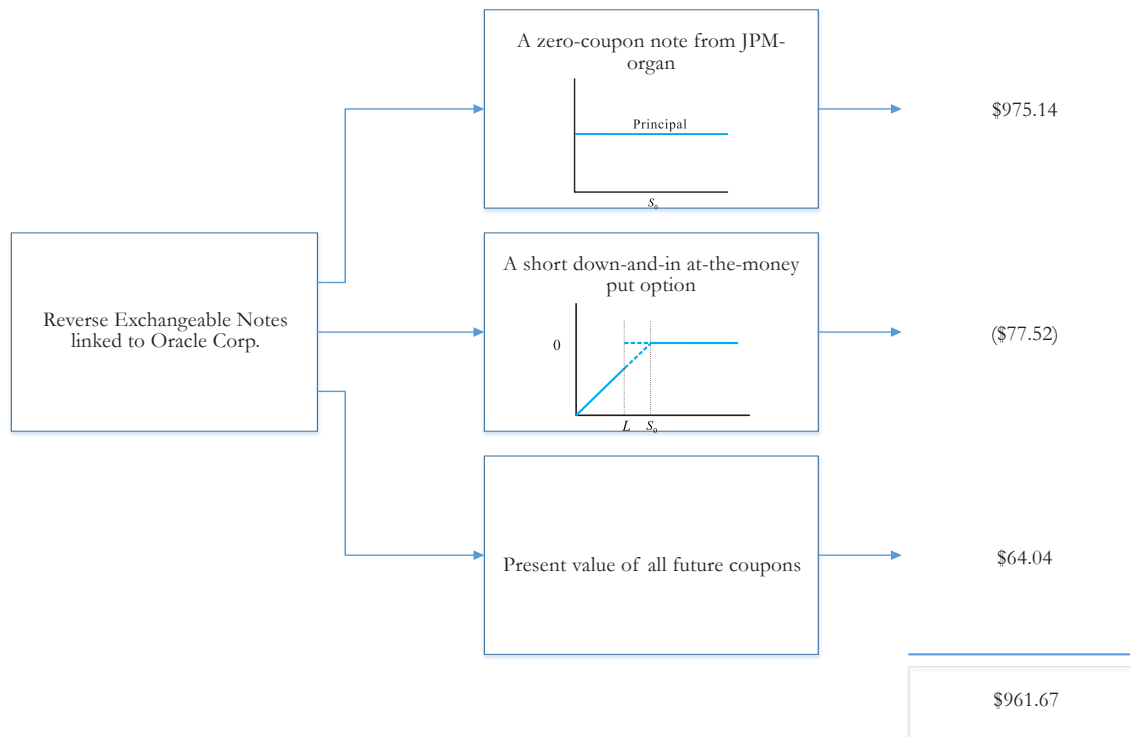 A zero-coupon note from JPM-
organ
Principal
S₀
$975.14
Reverse Exchangeable Notes
linked to Oracle Corp.
A short down-and-in at-the-money
put option
0
L S₀
($77.52)
Present value of all future coupons
$64.04
$961.67